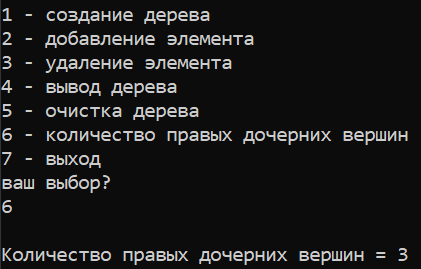 1 - создание дерева
2 - добавление элемента
3 - удаление элемента
4 - вывод дерева
5 - очистка дерева
6 - количество правых дочерних вершин
7 - выход
ваш выбор?
6
Количество правых дочерних вершин = 3